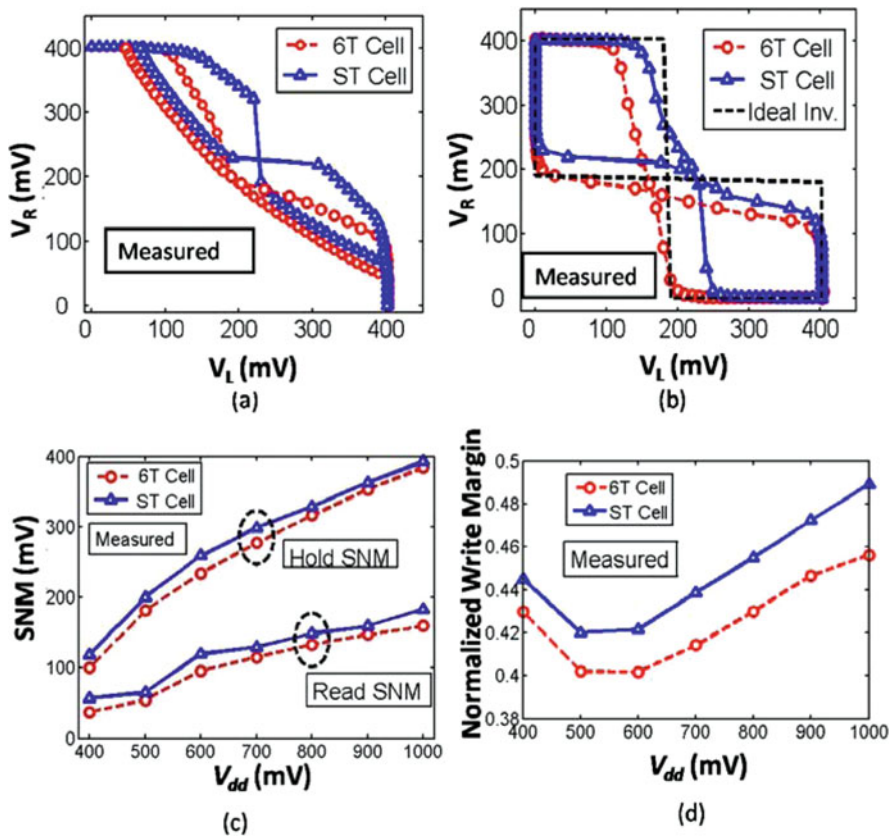 6T Cell
ST Cell
V_R (mV)
400
300
200
100
0
Measured
0 100 200 300 400
V_L (mV)
(a)
6T Cell
ST Cell
Ideal Inv.
V_R (mV)
400
300
200
100
0
Measured
0 100 200 300 400
V_L (mV)
(b)
6T Cell
ST Cell
Measured
SNM (mV)
400
300
200
100
0
Hold SNM
Read SNM
400 500 600 700 800 900 1000
V_dd (mV)
(c)
6T Cell
ST Cell
Measured
Normalized Write Margin
0.5
0.48
0.46
0.44
0.42
0.4
0.38
400 500 600 700 800 900 1000
V_dd (mV)
(d)